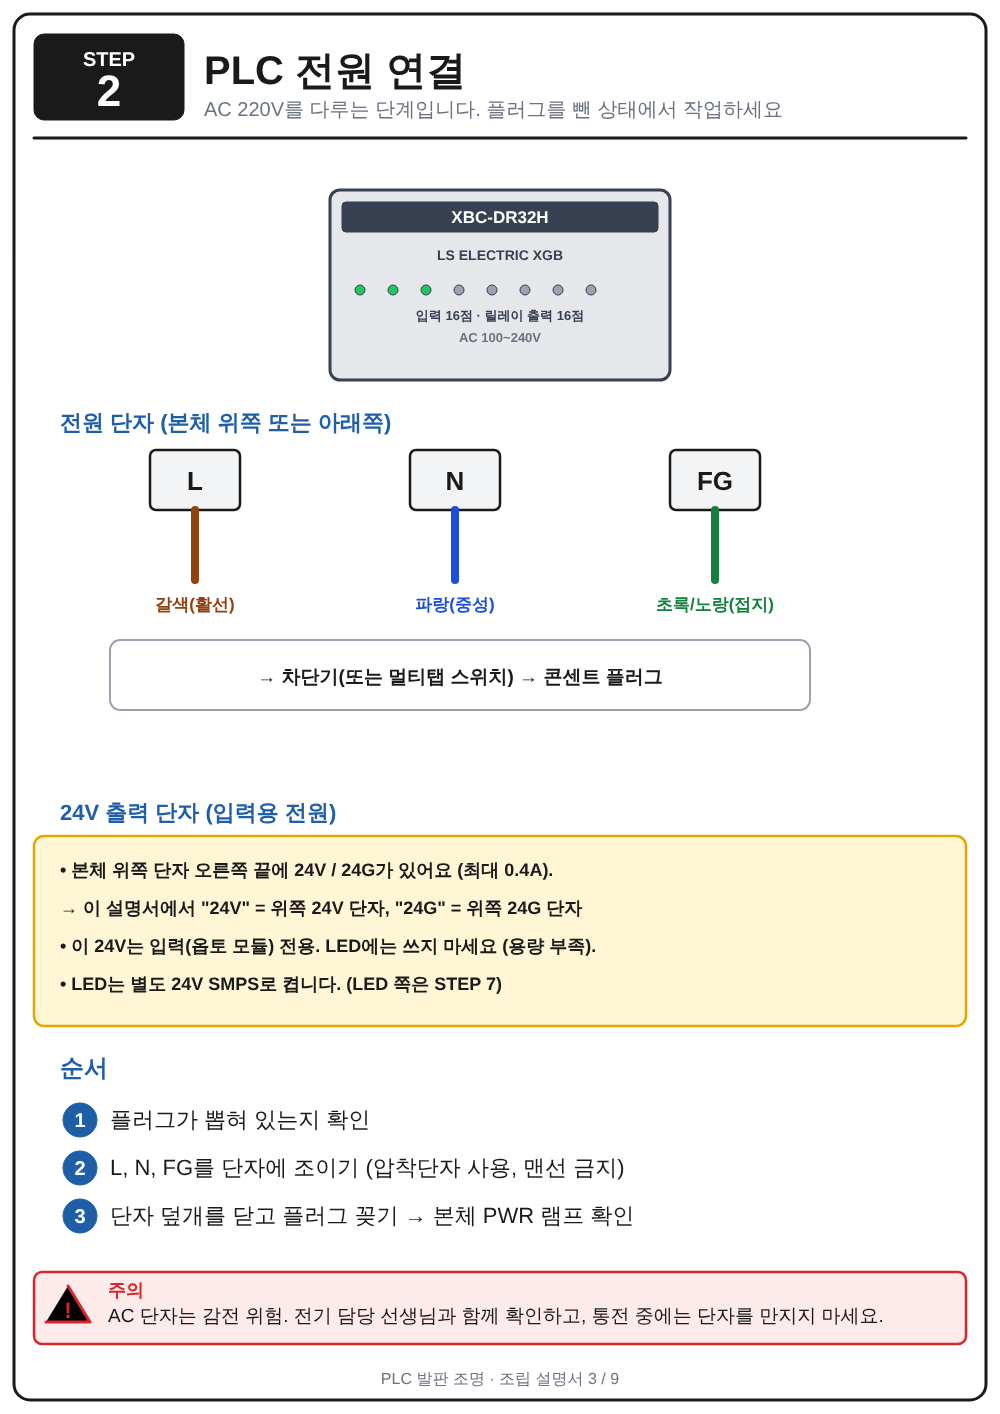 STEP
2
PLC 전원 연결
AC 220V를 다루는 단계입니다. 플러그를 뺀 상태에서 작업하세요
XBC-DR32H
LS ELECTRIC XGB
입력 16점 · 릴레이 출력 16점
AC 100~240V
전원 단자 (본체 위쪽 또는 아래쪽)
L
N
FG
갈색(활선)
파랑(중성)
초록/노랑(접지)
→ 차단기(또는 멀티탭 스위치) → 콘센트 플러그
24V 출력 단자 (입력용 전원)
• 본체 위쪽 단자 오른쪽 끝에 24V / 24G가 있어요 (최대 0.4A).
→ 이 설명서에서 "24V" = 위쪽 24V 단자, "24G" = 위쪽 24G 단자
• 이 24V는 입력(옵토 모듈) 전용. LED에는 쓰지 마세요 (용량 부족).
• LED는 별도 24V SMPS로 켭니다. (LED 쪽은 STEP 7)
순서
1 플러그가 뽑혀 있는지 확인
2 L, N, FG를 단자에 조이기 (압착단자 사용, 맨선 금지)
3 단자 덮개를 닫고 플러그 꽂기 → 본체 PWR 램프 확인
주의
! AC 단자는 감전 위험. 전기 담당 선생님과 함께 확인하고, 통전 중에는 단자를 만지지 마세요.
PLC 발판 조명 · 조립 설명서 3 / 9